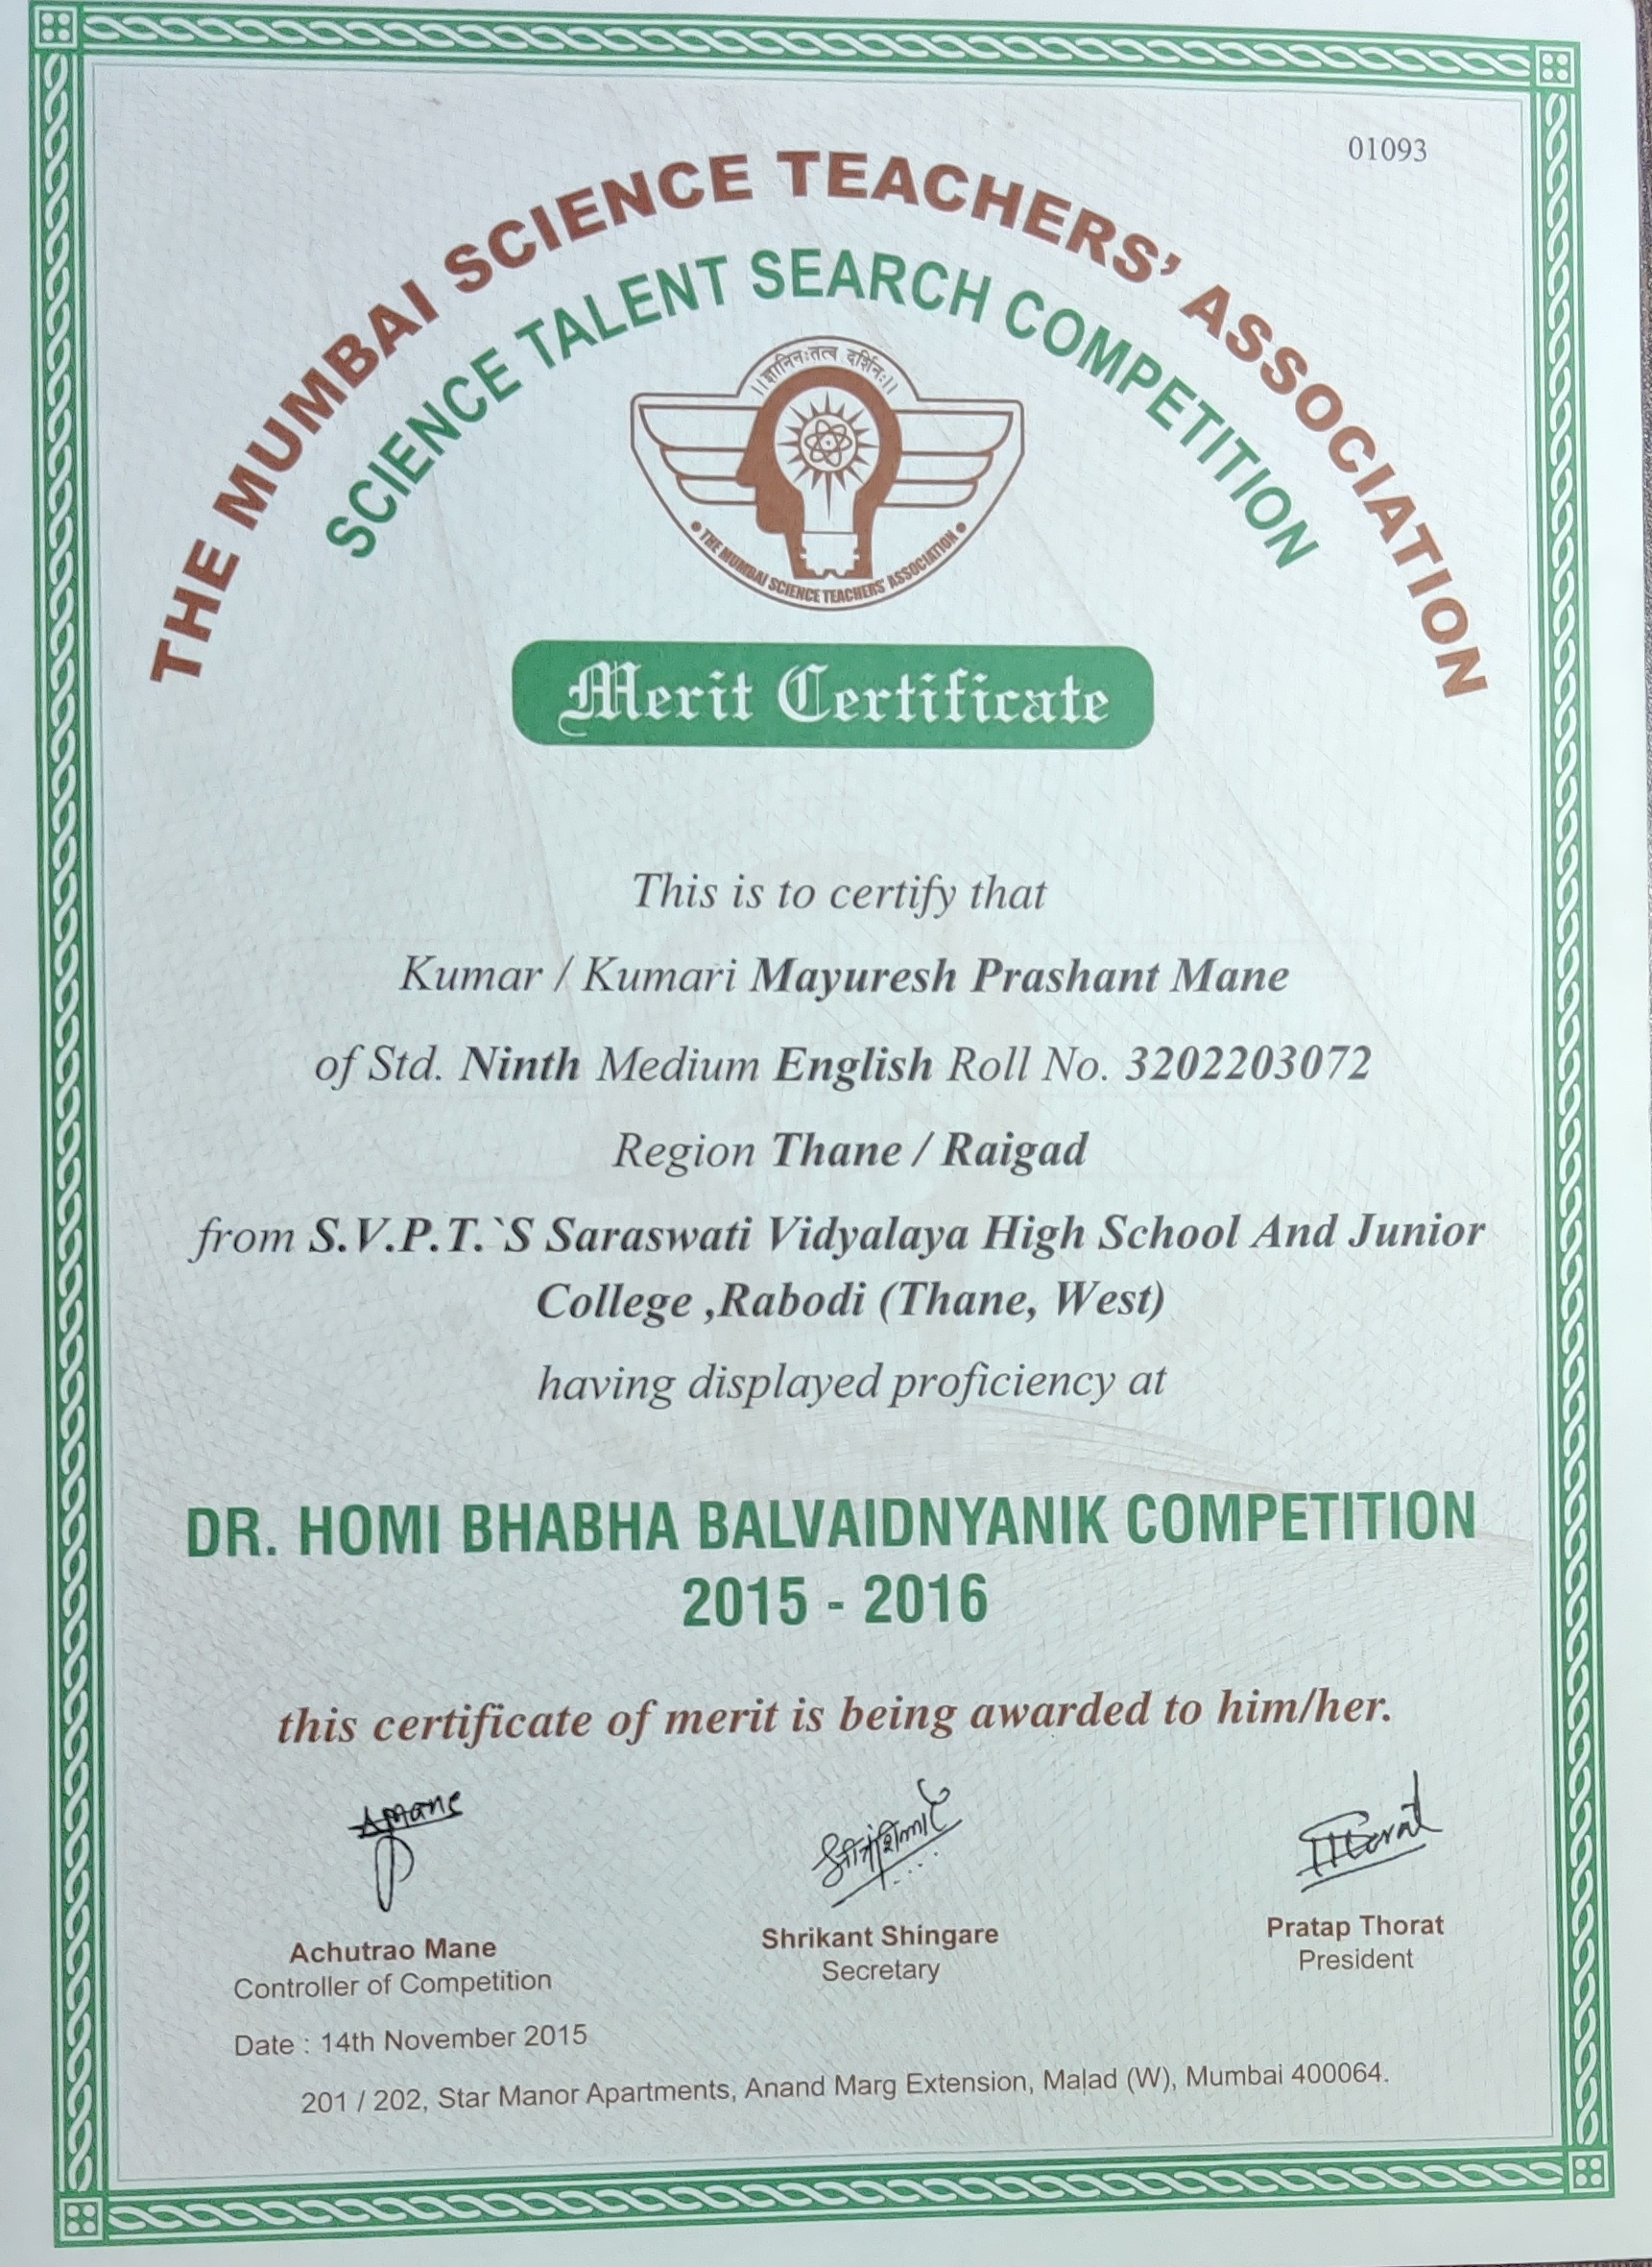 01093
THE MUMBAI SCIENCE TEACHERS’ ASSOCIATION
SCIENCE TALENT SEARCH COMPETITION
।।ज्ञानिनःतत्व दर्शिनः।।
• THE MUMBAI SCIENCE TEACHERS' ASSOCIATION •
Merit Certificate
This is to certify that
Kumar / Kumari Mayuresh Prashant Mane
of Std. Ninth Medium English Roll No. 3202203072
Region Thane / Raigad
from S.V.P.T.`S Saraswati Vidyalaya High School And Junior
College ,Rabodi (Thane, West)
having displayed proficiency at
DR. HOMI BHABHA BALVAIDNYANIK COMPETITION
2015 - 2016
this certificate of merit is being awarded to him/her.
Achutrao Mane
Controller of Competition
Shrikant Shingare
Secretary
Pratap Thorat
President
Date : 14th November 2015
201 / 202, Star Manor Apartments, Anand Marg Extension, Malad (W), Mumbai 400064.